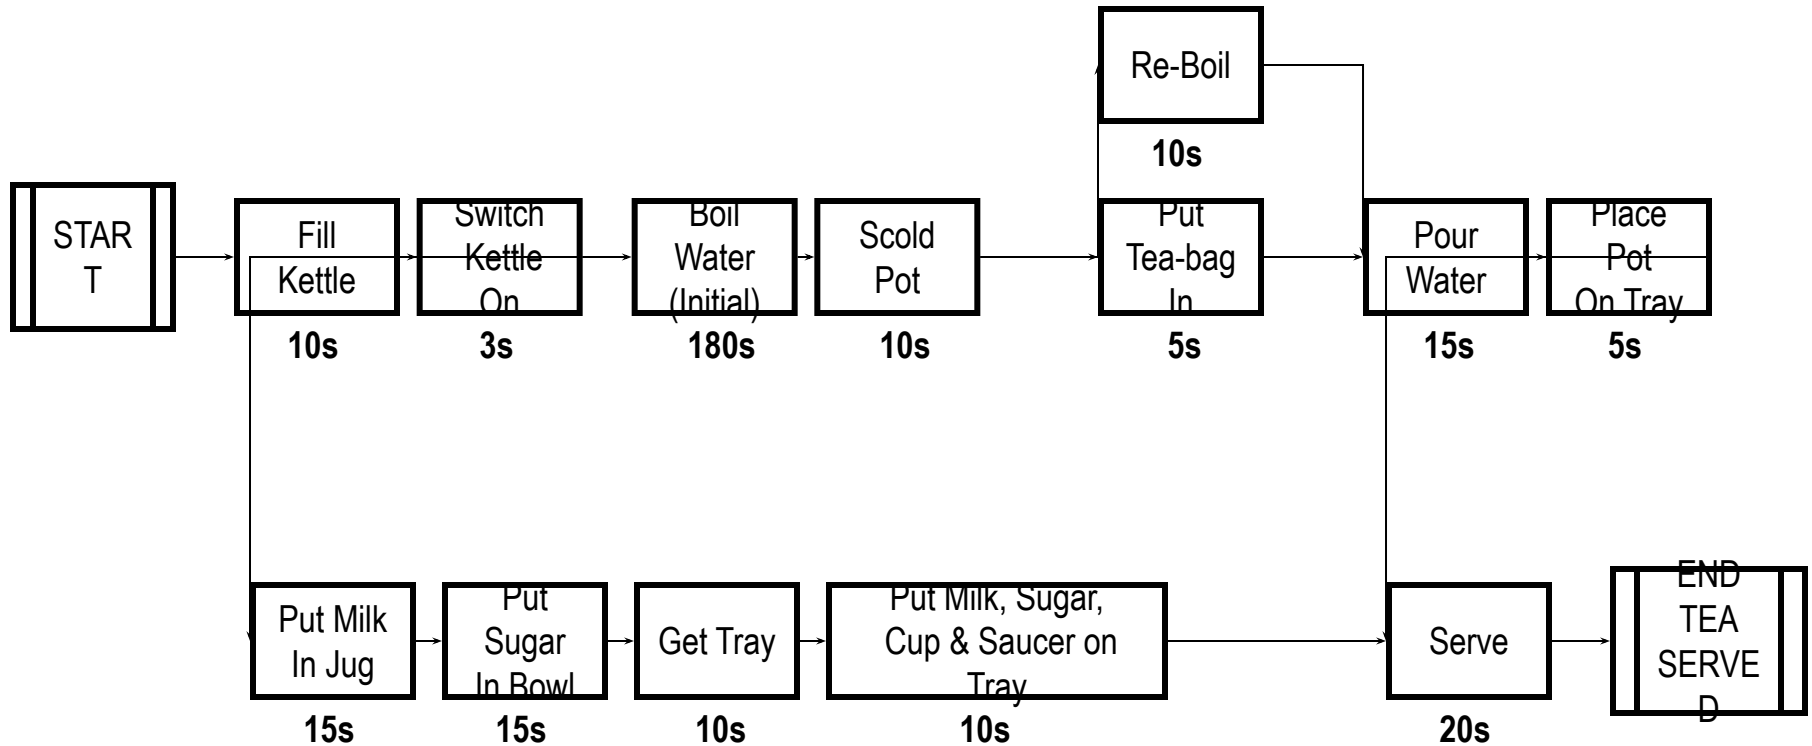 Re-Boil
10s
STAR
T
Fill
Kettle
10s
Switch
Kettle
On
3s
Boil
Water
(Initial)
180s
Scold
Pot
10s
Put
Tea-bag
In
5s
Pour
Water
15s
Place
Pot
On Tray
5s
Put Milk
In Jug
15s
Put
Sugar
In Bowl
15s
Get Tray
10s
Put Milk, Sugar,
Cup & Saucer on
Tray
10s
Serve
20s
END
TEA
SERVE
D